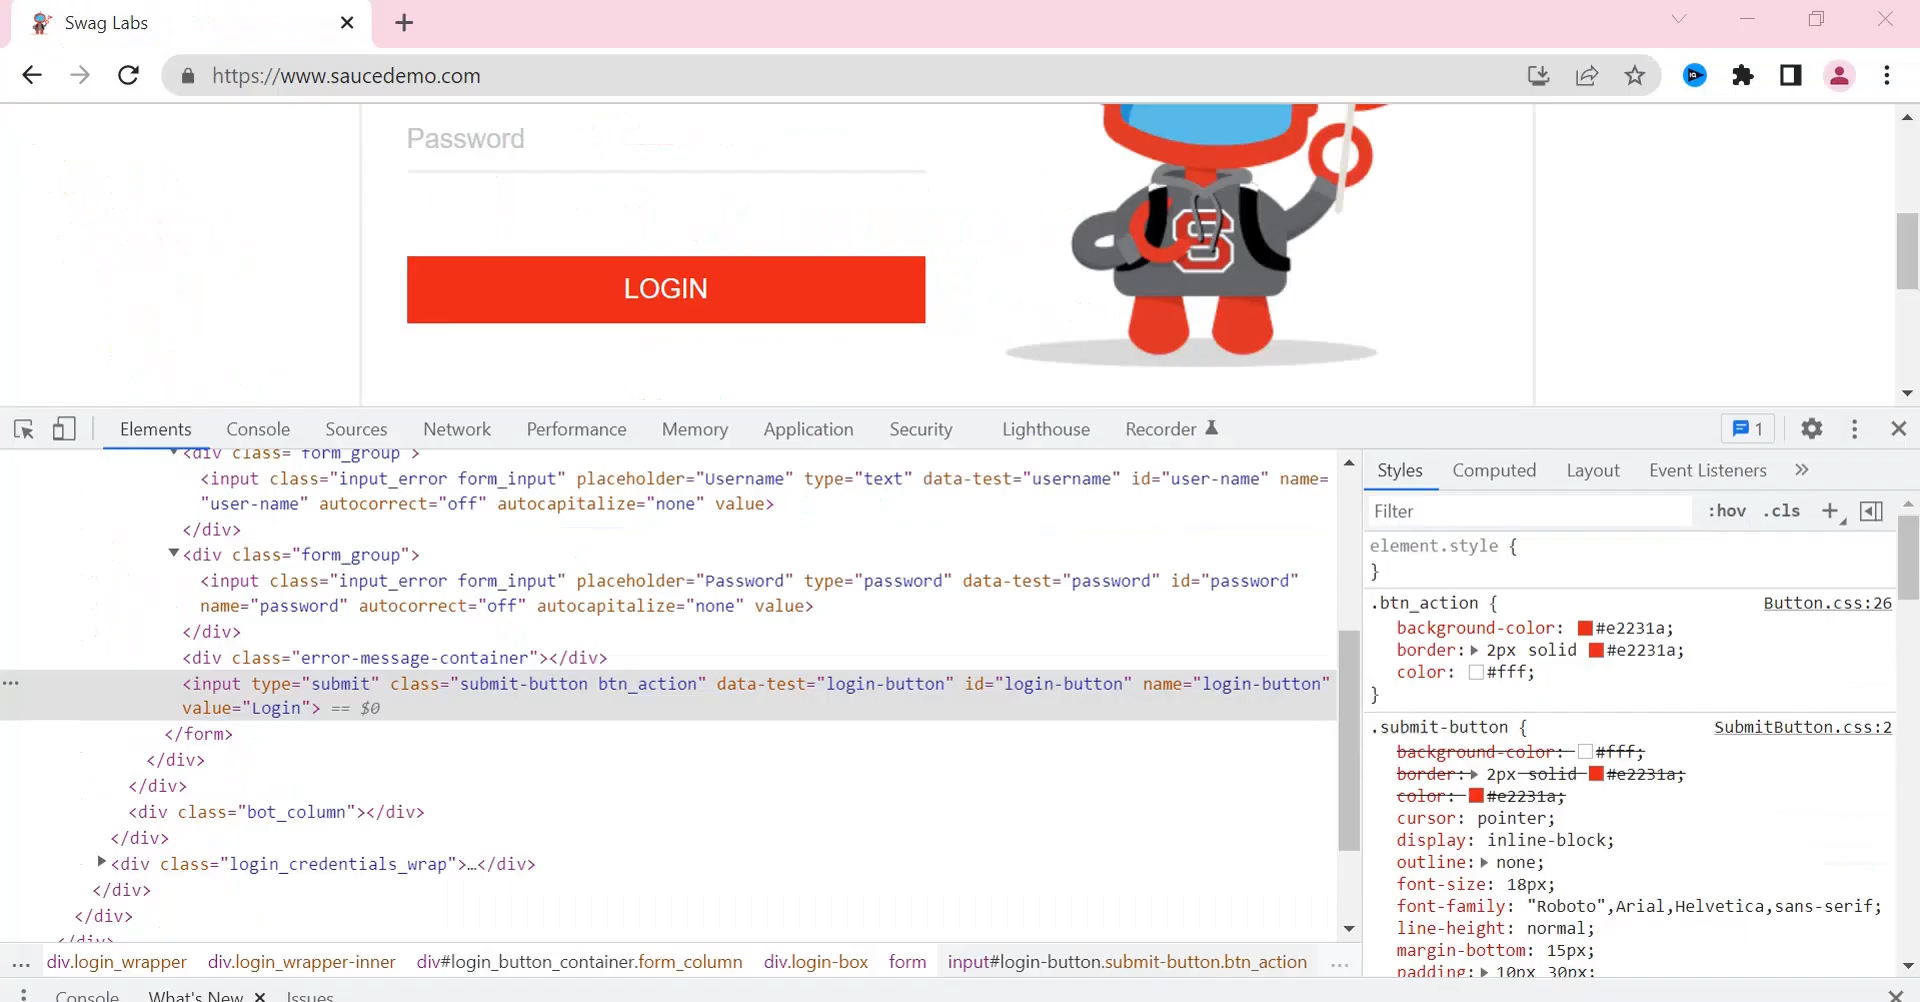 Swag Labs
https://www.saucedemo.com
Password
LOGIN
S
Elements Console Sources Network Performance Memory Application Security Lighthouse Recorder 1
<div class="form_group">
<input class="input_error form_input" placeholder="Username" type="text" data-test="username" id="user-name" name=
"user-name" autocorrect="off" autocapitalize="none" value>
</div>
<div class="form_group">
<input class="input_error form_input" placeholder="Password" type="password" data-test="password" id="password"
name="password" autocorrect="off" autocapitalize="none" value>
</div>
<div class="error-message-container"></div>
<input type="submit" class="submit-button btn_action" data-test="login-button" id="login-button" name="login-button"
value="Login"> == $0
</form>
</div>
</div>
<div class="bot_column"></div>
</div>
<div class="login_credentials_wrap">…</div>
</div>
</div>
</div>
... div.login_wrapper div.login_wrapper-inner div#login_button_container.form_column div.login-box form input#login-button.submit-button.btn_action ...
Styles Computed Layout Event Listeners »
Filter :hov .cls +
element.style {
}
.btn_action { Button.css:26
background-color: #e2231a;
border: 2px solid #e2231a;
color: #fff;
}
.submit-button { SubmitButton.css:2
background-color: #fff;
border: 2px solid #e2231a;
color: #e2231a;
cursor: pointer;
display: inline-block;
outline: none;
font-size: 18px;
font-family: "Roboto",Arial,Helvetica,sans-serif;
line-height: normal;
margin-bottom: 15px;
padding: 10px 30px;
Console What's New Issues